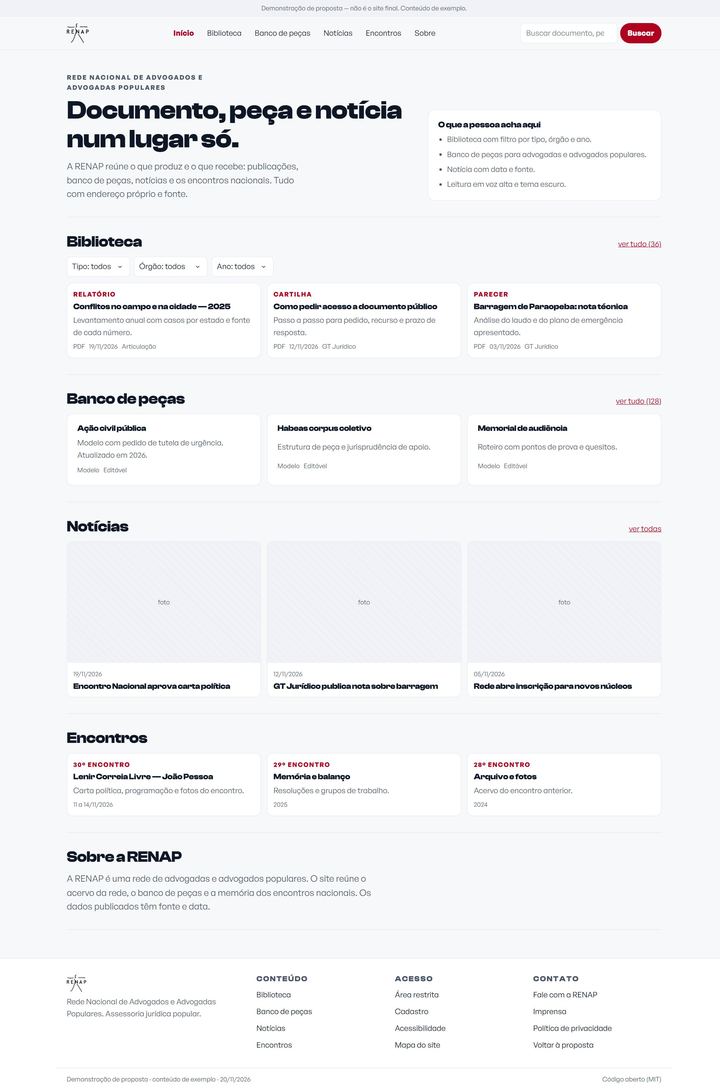 Demonstração de proposta — não é o site final. Conteúdo de exemplo.
RENAP
Início Biblioteca Banco de peças Notícias Encontros Sobre
Buscar documento, pe
Buscar
REDE NACIONAL DE ADVOGADOS E
ADVOGADAS POPULARES
Documento, peça e notícia
num lugar só.
A RENAP reúne o que produz e o que recebe: publicações,
banco de peças, notícias e os encontros nacionais. Tudo
com endereço próprio e fonte.
O que a pessoa acha aqui
• Biblioteca com filtro por tipo, órgão e ano.
• Banco de peças para advogadas e advogados populares.
• Notícia com data e fonte.
• Leitura em voz alta e tema escuro.
Biblioteca
ver tudo (36)
Tipo: todos
Órgão: todos
Ano: todos
RELATÓRIO
Conflitos no campo e na cidade — 2025
Levantamento anual com casos por estado e fonte
de cada número.
PDF 19/11/2026 Articulação
CARTILHA
Como pedir acesso a documento público
Passo a passo para pedido, recurso e prazo de
resposta.
PDF 12/11/2026 GT Jurídico
PARECER
Barragem de Paraopeba: nota técnica
Análise do laudo e do plano de emergência
apresentado.
PDF 03/11/2026 GT Jurídico
Banco de peças
ver tudo (128)
Ação civil pública
Modelo com pedido de tutela de urgência.
Atualizado em 2026.
Modelo Editável
Habeas corpus coletivo
Estrutura de peça e jurisprudência de apoio.
Modelo Editável
Memorial de audiência
Roteiro com pontos de prova e quesitos.
Modelo Editável
Notícias
ver todas
foto
19/11/2026
Encontro Nacional aprova carta política
foto
12/11/2026
GT Jurídico publica nota sobre barragem
foto
05/11/2026
Rede abre inscrição para novos núcleos
Encontros
30º ENCONTRO
Lenir Correia Livre — João Pessoa
Carta política, programação e fotos do encontro.
11 a 14/11/2026
29º ENCONTRO
Memória e balanço
Resoluções e grupos de trabalho.
2025
28º ENCONTRO
Arquivo e fotos
Acervo do encontro anterior.
2024
Sobre a RENAP
A RENAP é uma rede de advogadas e advogados populares. O site reúne o
acervo da rede, o banco de peças e a memória dos encontros nacionais. Os
dados publicados têm fonte e data.
RENAP
Rede Nacional de Advogados e Advogadas
Populares. Assessoria jurídica popular.
CONTEÚDO
Biblioteca
Banco de peças
Notícias
Encontros
ACESSO
Área restrita
Cadastro
Acessibilidade
Mapa do site
CONTATO
Fale com a RENAP
Imprensa
Política de privacidade
Voltar à proposta
Demonstração de proposta · conteúdo de exemplo · 20/11/2026
Código aberto (MIT)